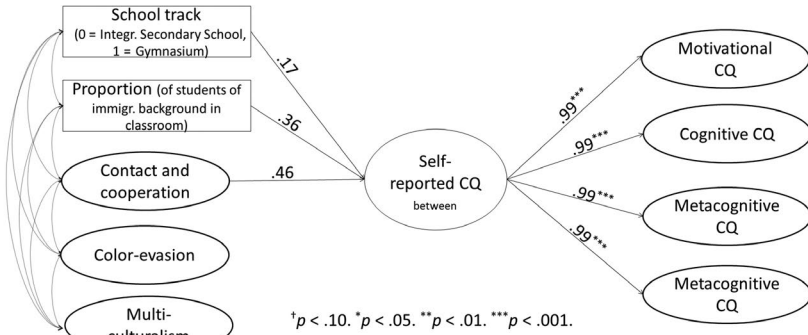 School track
(0 = Integr. Secondary School,
1 = Gymnasium)
Proportion (of students of
immigr. background in
classroom)
Contact and
cooperation
Color-evasion
Multi-
culturalism
.17
.36
.46
Self-
reported CQ
between
.99***
.99***
.99***
.99***
Motivational
CQ
Cognitive CQ
Metacognitive
CQ
Metacognitive
CQ
†p < .10. *p < .05. **p < .01. ***p < .001.